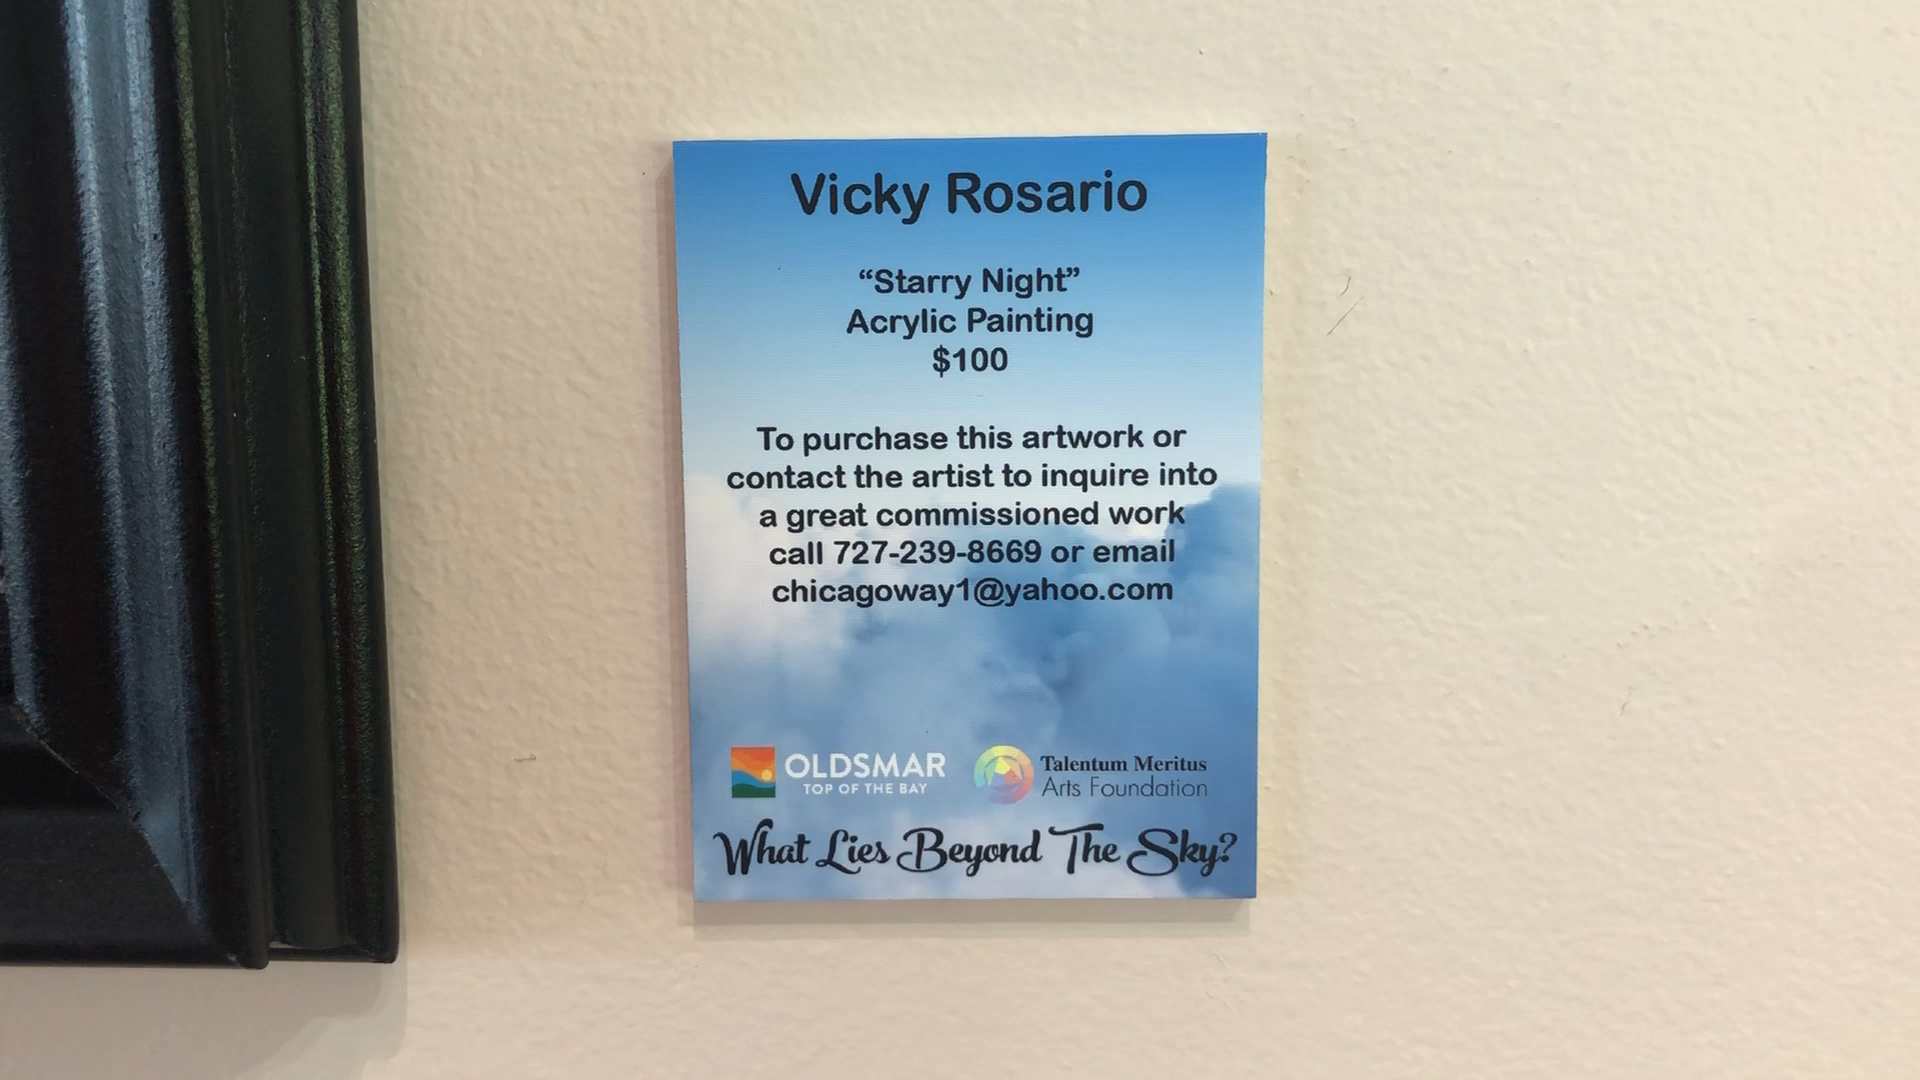 Vicky Rosario
“Starry Night”
Acrylic Painting
$100
To purchase this artwork or
contact the artist to inquire into
a great commissioned work
call 727-239-8669 or email
chicagoway1@yahoo.com
OLDSMAR
TOP OF THE BAY
Talentum Meritus
Arts Foundation
What Lies Beyond The Sky?